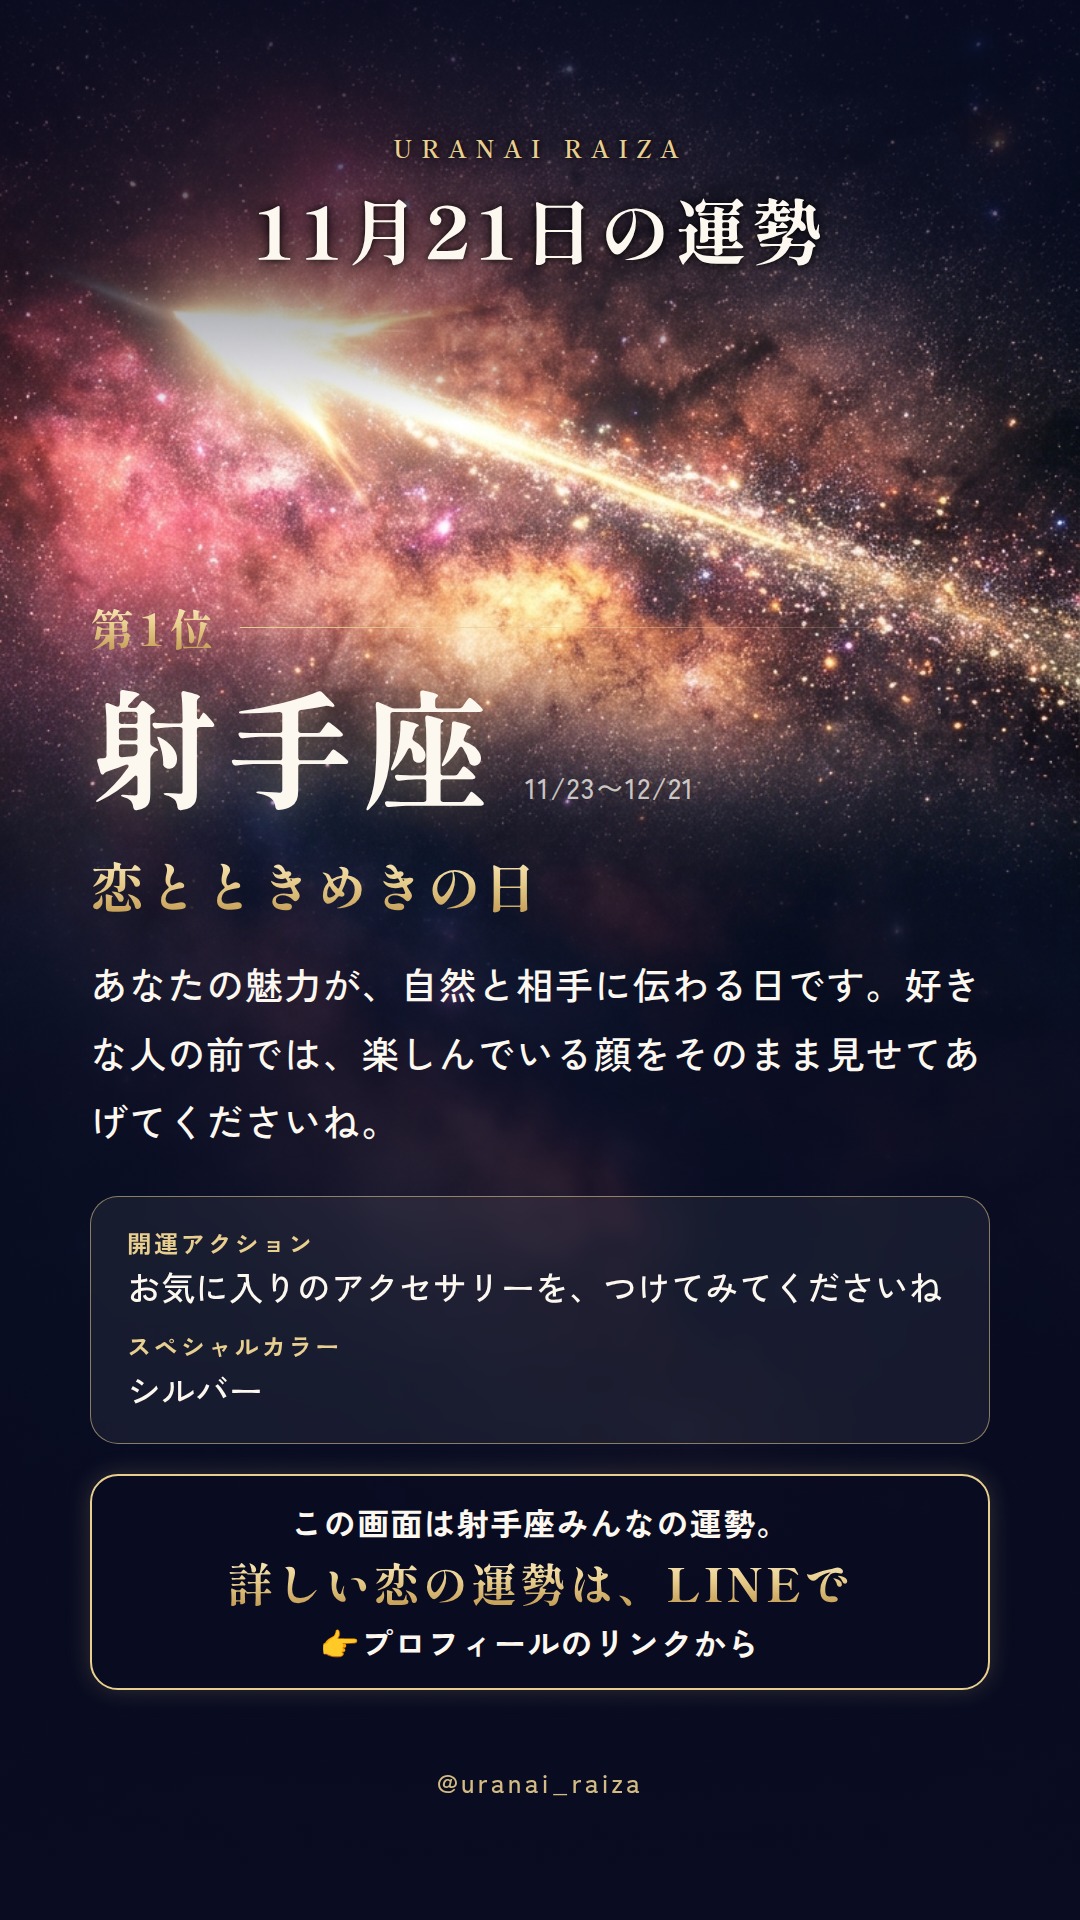 URANAI RAIZA
11月21日の運勢
第1位
射手座 11/23〜12/21
恋とときめきの日
あなたの魅力が、自然と相手に伝わる日です。好き
な人の前では、楽しんでいる顔をそのまま見せてあ
げてくださいね。
開運アクション
お気に入りのアクセサリーを、つけてみてくださいね
スペシャルカラー
シルバー
この画面は射手座みんなの運勢。
詳しい恋の運勢は、LINEで
👉プロフィールのリンクから
@uranai_raiza